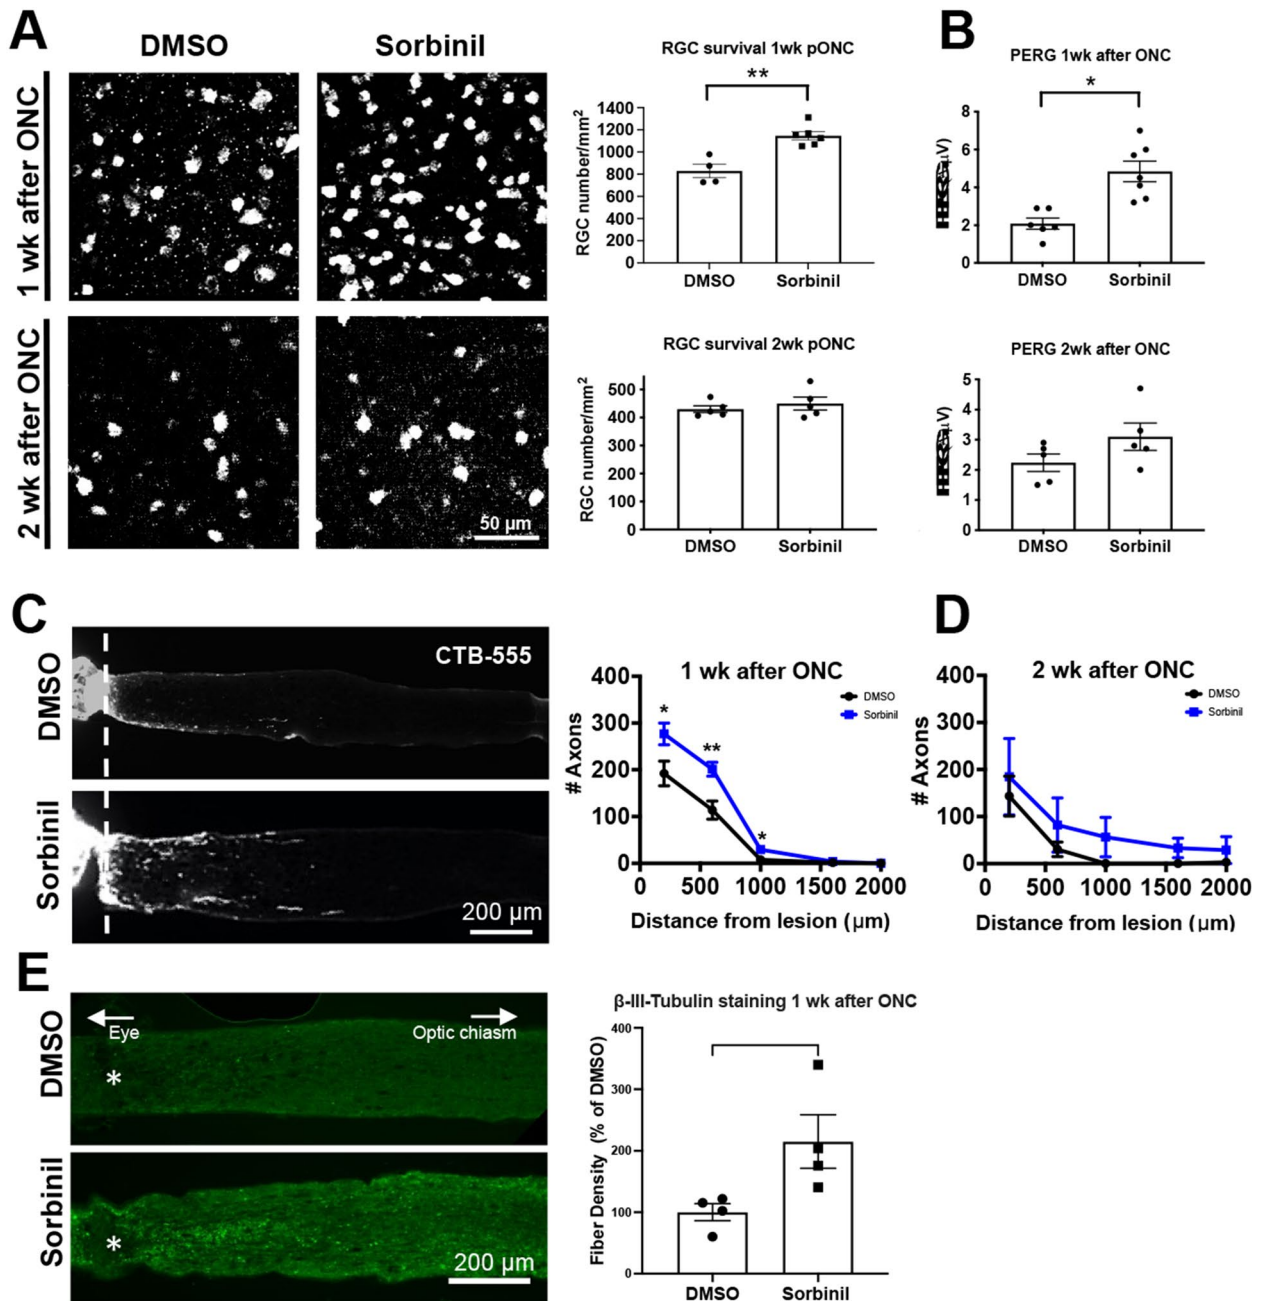 A
DMSO
Sorbinil
1 wk after ONC
2 wk after ONC
50 µm
RGC survival 1wk pONC
**
RGC number/mm2
1400
1200
1000
800
600
400
200
0
DMSO
Sorbinil
RGC survival 2wk pONC
RGC number/mm2
500
400
300
200
100
0
DMSO
Sorbinil
B
PERG 1wk after ONC
*
µV)
8
6
4
2
0
DMSO
Sorbinil
PERG 2wk after ONC
µV)
5
4
3
2
1
0
DMSO
Sorbinil
C
DMSO
CTB-555
Sorbinil
200 µm
1 wk after ONC
DMSO
Sorbinil
*
**
*
# Axons
400
300
200
100
0
0 500 1000 1500 2000
Distance from lesion (µm)
D
2 wk after ONC
DMSO
Sorbinil
# Axons
400
300
200
100
0
0 500 1000 1500 2000
Distance from lesion (µm)
E
DMSO
Eye
Optic chiasm
*
Sorbinil
*
200 µm
β-III-Tubulin staining 1 wk after ONC
Fiber Density (% of DMSO)
400
300
200
100
0
DMSO
Sorbinil